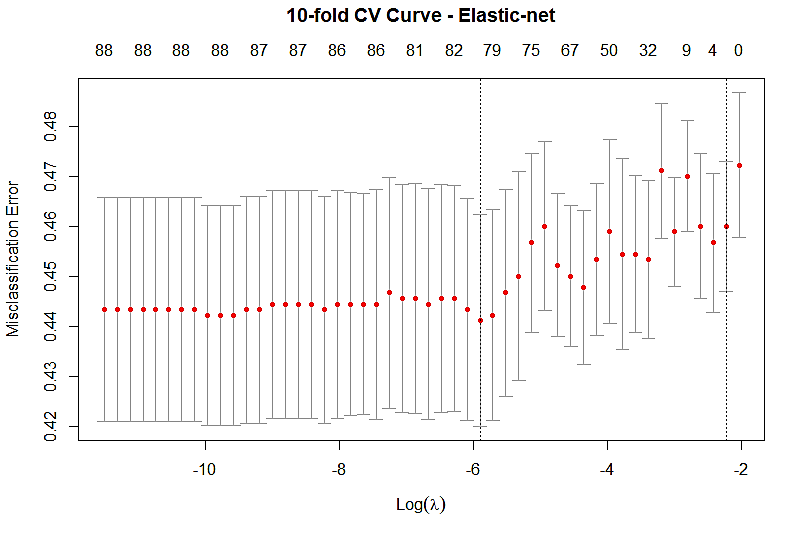 10-fold CV Curve - Elastic-net
88 88 88 88 87 87 86 86 81 82 79 75 67 50 32 9 4 0
Misclassification Error
0.48
0.47
0.46
0.45
0.44
0.43
0.42
-10 -8 -6 -4 -2
Log(λ)